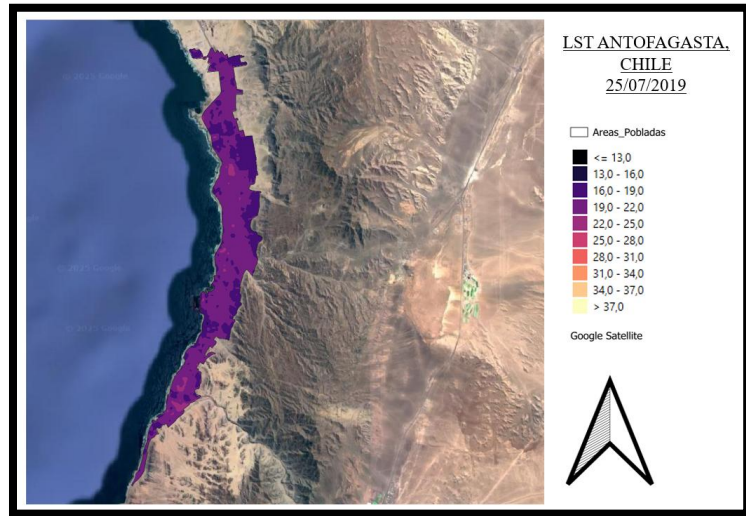 LST ANTOFAGASTA,
CHILE
25/07/2019
Areas_Pobladas
<= 13,0
13,0 - 16,0
16,0 - 19,0
19,0 - 22,0
22,0 - 25,0
25,0 - 28,0
28,0 - 31,0
31,0 - 34,0
34,0 - 37,0
> 37,0
Google Satellite